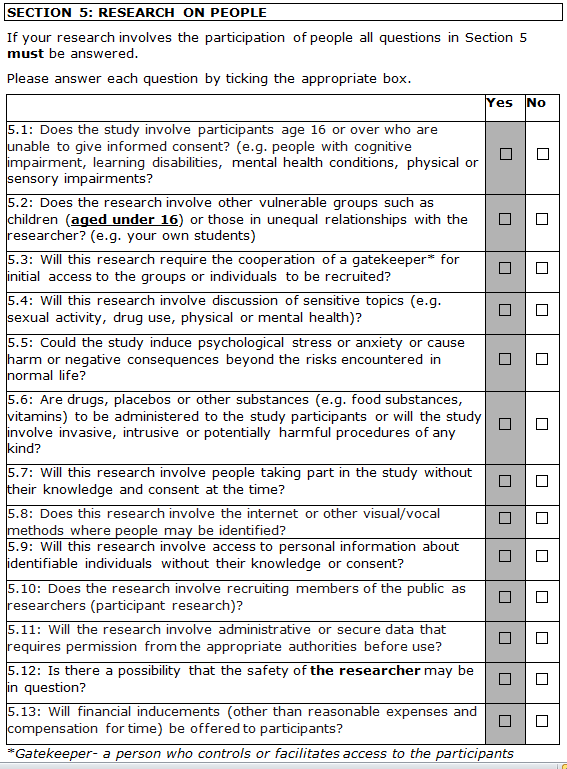 SECTION 5: RESEARCH ON PEOPLE
If your research involves the participation of people all questions in Section 5
must be answered.
Please answer each question by ticking the appropriate box.
Yes No
5.1: Does the study involve participants age 16 or over who are
unable to give informed consent? (e.g. people with cognitive
impairment, learning disabilities, mental health conditions, physical or
sensory impairments?
5.2: Does the research involve other vulnerable groups such as
children (aged under 16) or those in unequal relationships with the
researcher? (e.g. your own students)
5.3: Will this research require the cooperation of a gatekeeper* for
initial access to the groups or individuals to be recruited?
5.4: Will this research involve discussion of sensitive topics (e.g.
sexual activity, drug use, physical or mental health)?
5.5: Could the study induce psychological stress or anxiety or cause
harm or negative consequences beyond the risks encountered in
normal life?
5.6: Are drugs, placebos or other substances (e.g. food substances,
vitamins) to be administered to the study participants or will the study
involve invasive, intrusive or potentially harmful procedures of any
kind?
5.7: Will this research involve people taking part in the study without
their knowledge and consent at the time?
5.8: Does this research involve the internet or other visual/vocal
methods where people may be identified?
5.9: Will this research involve access to personal information about
identifiable individuals without their knowledge or consent?
5.10: Does the research involve recruiting members of the public as
researchers (participant research)?
5.11: Will the research involve administrative or secure data that
requires permission from the appropriate authorities before use?
5.12: Is there a possibility that the safety of the researcher may be
in question?
5.13: Will financial inducements (other than reasonable expenses and
compensation for time) be offered to participants?
*Gatekeeper- a person who controls or facilitates access to the participants